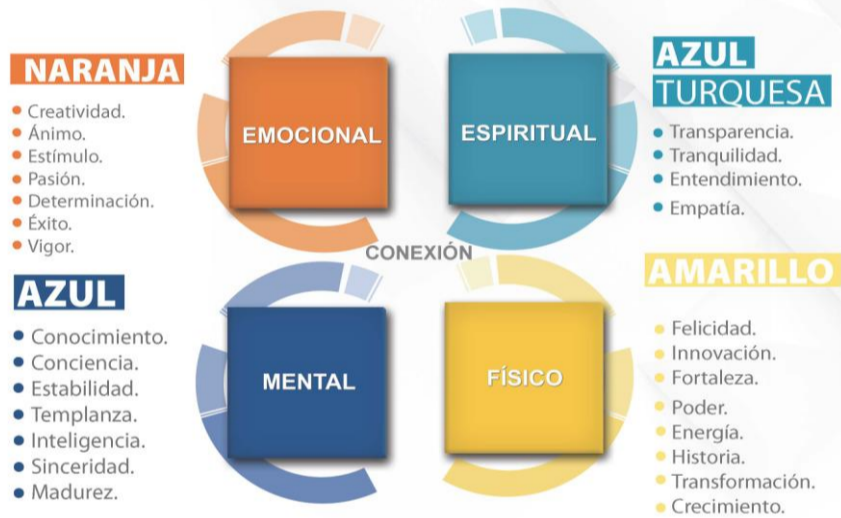 NARANJA
• Creatividad.
• Ánimo.
• Estímulo.
• Pasión.
• Determinación.
• Éxito.
• Vigor.
EMOCIONAL
ESPIRITUAL
AZUL
TURQUESA
• Transparencia.
• Tranquilidad.
• Entendimiento.
• Empatía.
CONEXIÓN
AZUL
• Conocimiento.
• Conciencia.
• Estabilidad.
• Templanza.
• Inteligencia.
• Sinceridad.
• Madurez.
MENTAL
FÍSICO
AMARILLO
• Felicidad.
• Innovación.
• Fortaleza.
• Poder.
• Energía.
• Historia.
• Transformación.
• Crecimiento.